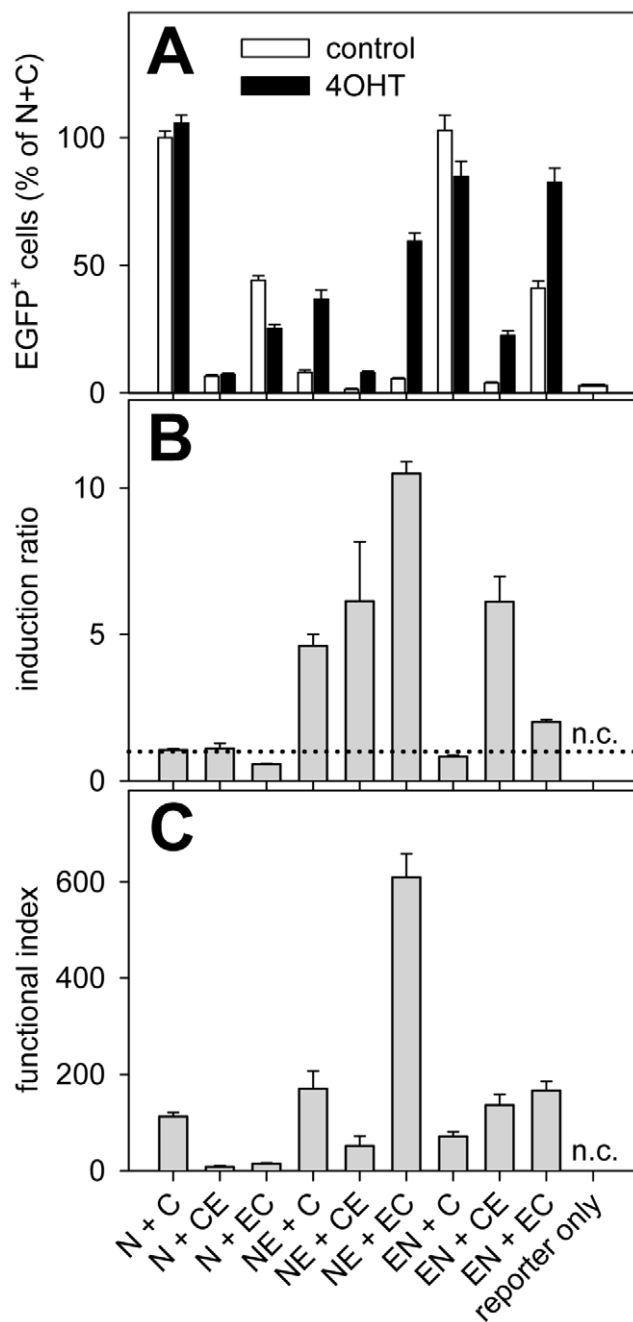 A
control
4OHT
EGFP⁺ cells (% of N+C)
100
50
0
B
induction ratio
10
5
0
n.c.
C
functional index
600
400
200
0
n.c.
N + C
N + CE
N + EC
NE + C
NE + CE
NE + EC
EN + C
EN + CE
EN + EC
reporter only